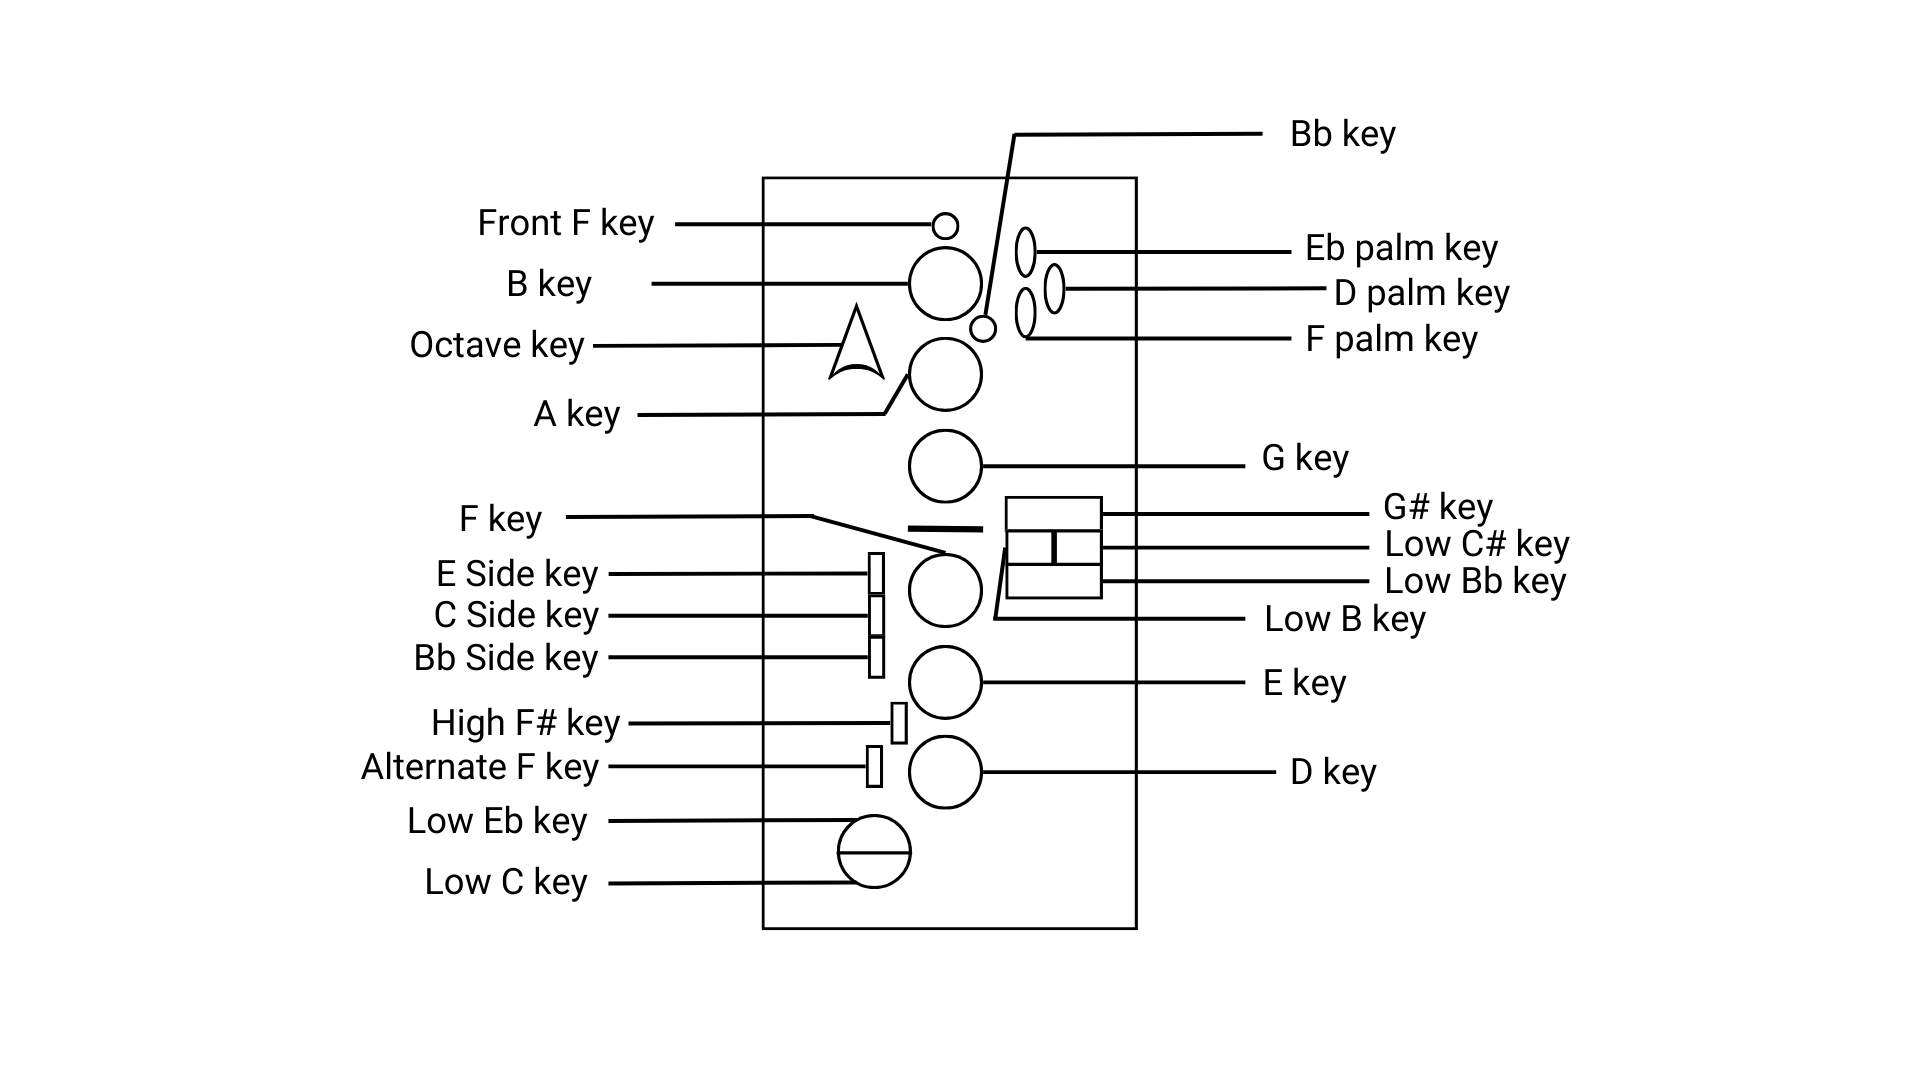 Bb key
Front F key
B key
Octave key
A key
F key
E Side key
C Side key
Bb Side key
High F# key
Alternate F key
Low Eb key
Low C key
Eb palm key
D palm key
F palm key
G key
G# key
Low C# key
Low Bb key
Low B key
E key
D key